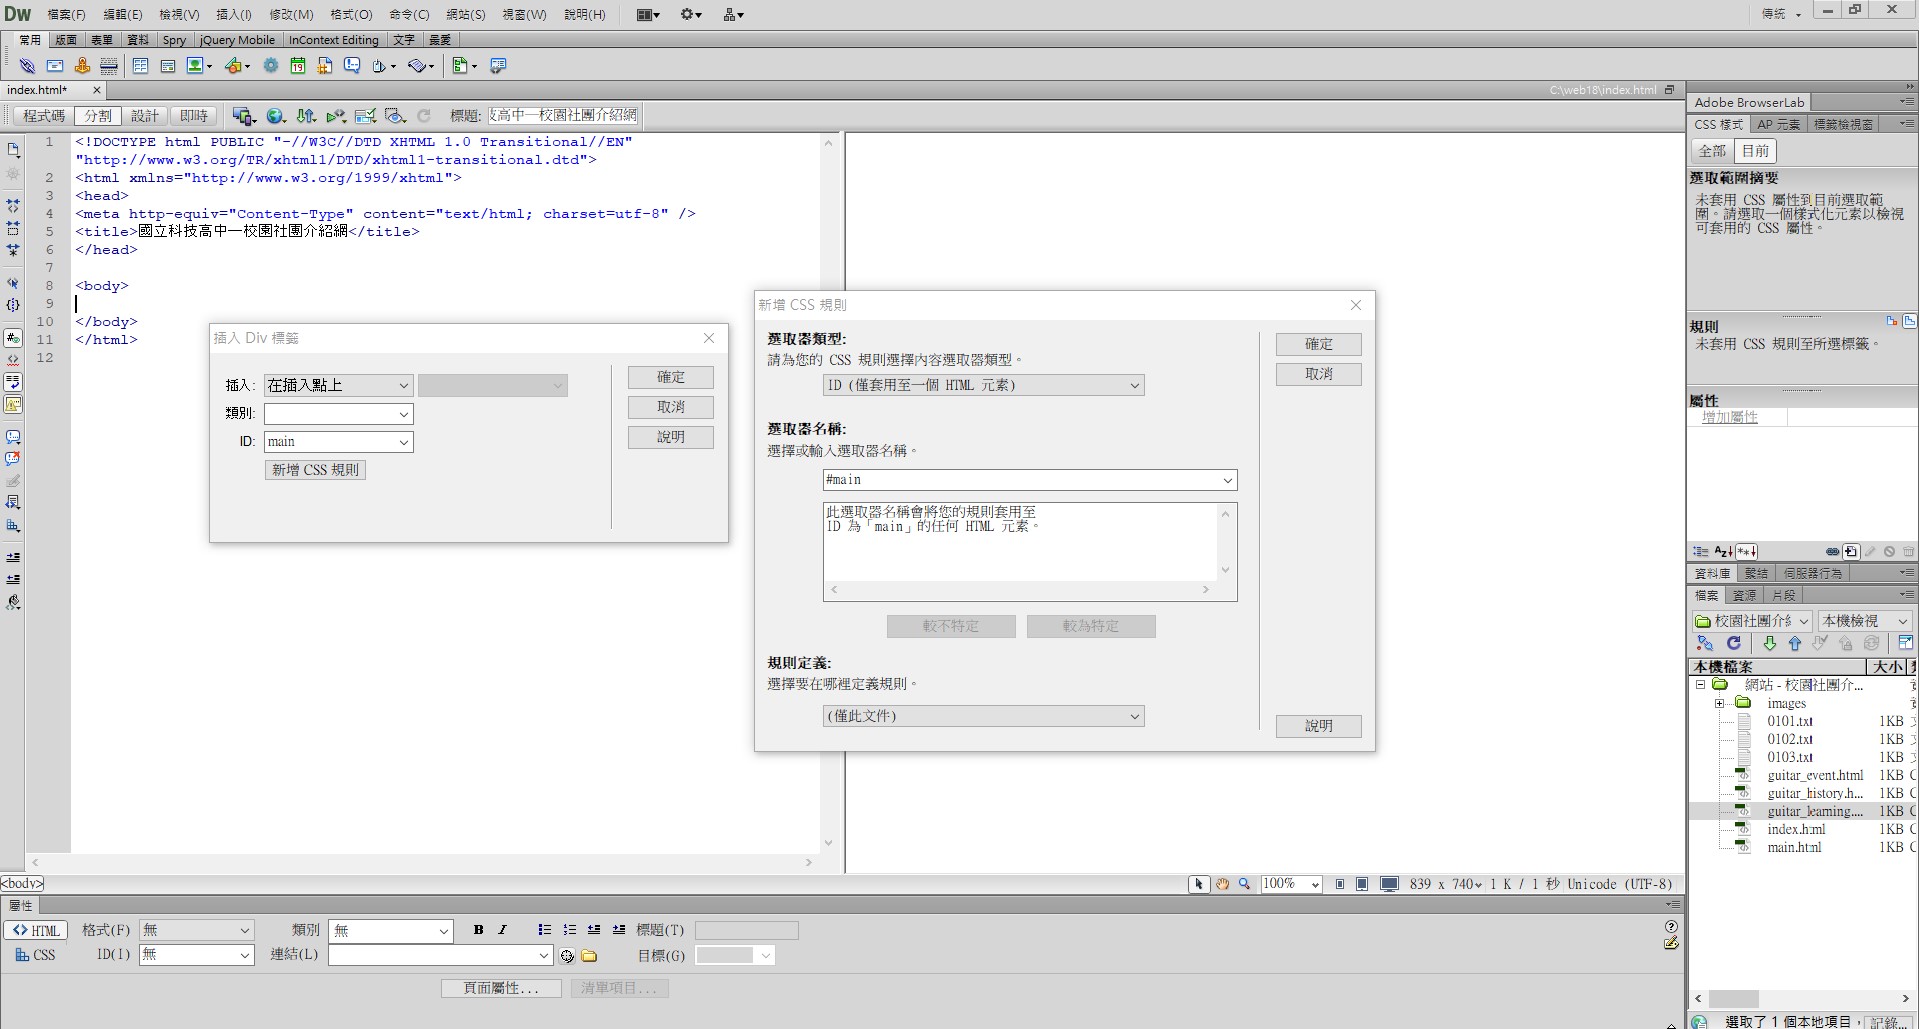 Dw 檔案(F) 編輯(E) 檢視(V) 插入(I) 修改(M) 格式(O) 命令(C) 網站(S) 視窗(W) 說明(H) 傳統
常用 版面 表單 資料 Spry jQuery Mobile InContext Editing 文字 最愛
19
index.html* C:\web18\index.html
程式碼 分割 設計 即時 標題: 高中一校園社團介紹網
1 <!DOCTYPE html PUBLIC "-//W3C//DTD XHTML 1.0 Transitional//EN"
"http://www.w3.org/TR/xhtml1/DTD/xhtml1-transitional.dtd">
2 <html xmlns="http://www.w3.org/1999/xhtml">
3 <head>
4 <meta http-equiv="Content-Type" content="text/html; charset=utf-8" />
5 <title>國立科技高中一校園社團介紹網</title>
6 </head>
7
8 <body>
9
10 </body>
11 </html>
12
插入 Div 標籤
插入: 在插入點上 確定
類別: 取消
ID: main 說明
新增 CSS 規則
新增 CSS 規則
選取器類型: 確定
請為您的 CSS 規則選擇內容選取器類型。 取消
ID (僅套用至一個 HTML 元素)
選取器名稱:
選擇或輸入選取器名稱。
#main
此選取器名稱會將您的規則套用至
ID 為「main」的任何 HTML 元素。
較不特定 較為特定
規則定義:
選擇要在哪裡定義規則。
(僅此文件) 說明
Adobe BrowserLab
CSS 樣式 AP 元素 標籤檢視窗
全部 目前
選取範圍摘要
未套用 CSS 屬性到目前選取範
圍。請選取一個樣式化元素以檢視
可套用的 CSS 屬性。
規則
未套用 CSS 規則至所選標籤。
屬性
增加屬性
資料庫 繫結 伺服器行為
檔案 資源 片段
校園社團介紹 本機檢視
本機檔案 大小
網站 - 校園社團介...
images
0101.txt 1KB
0102.txt 1KB
0103.txt 1KB
guitar_event.html 1KB
guitar_history.h... 1KB
guitar_learning.... 1KB
index.html 1KB
main.html 1KB
選取了 1 個本地項目, 記錄...
<body> 100% 839 x 740 1 K / 1 秒 Unicode (UTF-8)
屬性
<> HTML 格式(F) 無 類別 無 B I 標題(T)
CSS ID(I) 無 連結(L) 目標(G)
頁面屬性... 清單項目...